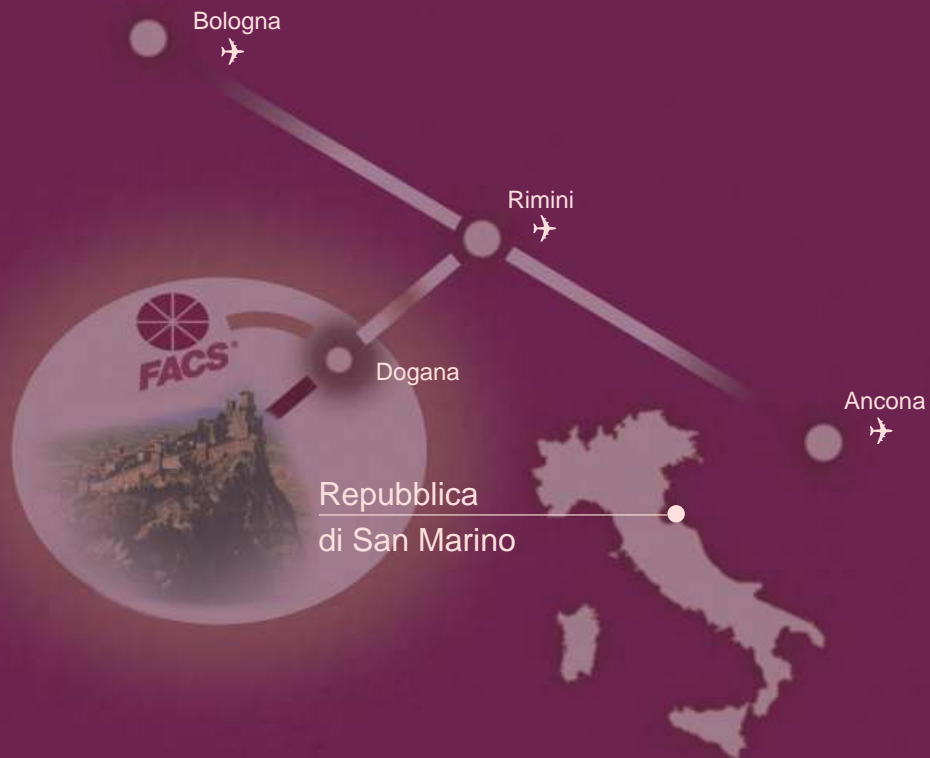 Bologna
Rimini
FACS
Dogana
Ancona
Repubblica
di San Marino